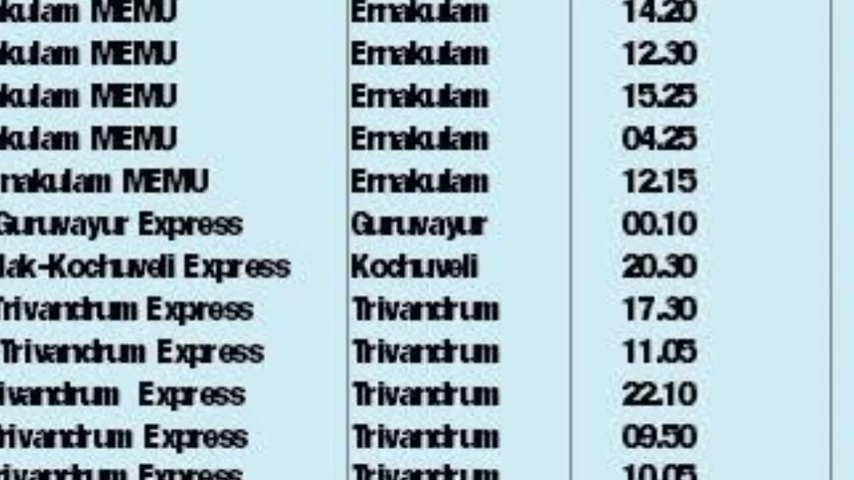 kulam MEMU Ernakulam 14.20
kulam MEMU Ernakulam 12.30
kulam MEMU Ernakulam 15.25
kulam MEMU Ernakulam 04.25
rnakulam MEMU Ernakulam 12.15
Guruvayur Express Guruvayur 00.10
lak-Kochuveli Express Kochuveli 20.30
Trivandrum Express Trivandrum 17.30
Trivandrum Express Trivandrum 11.05
ivandrum Express Trivandrum 22.10
rivandrum Express Trivandrum 09.50
rivandrum Express Trivandrum 10.05